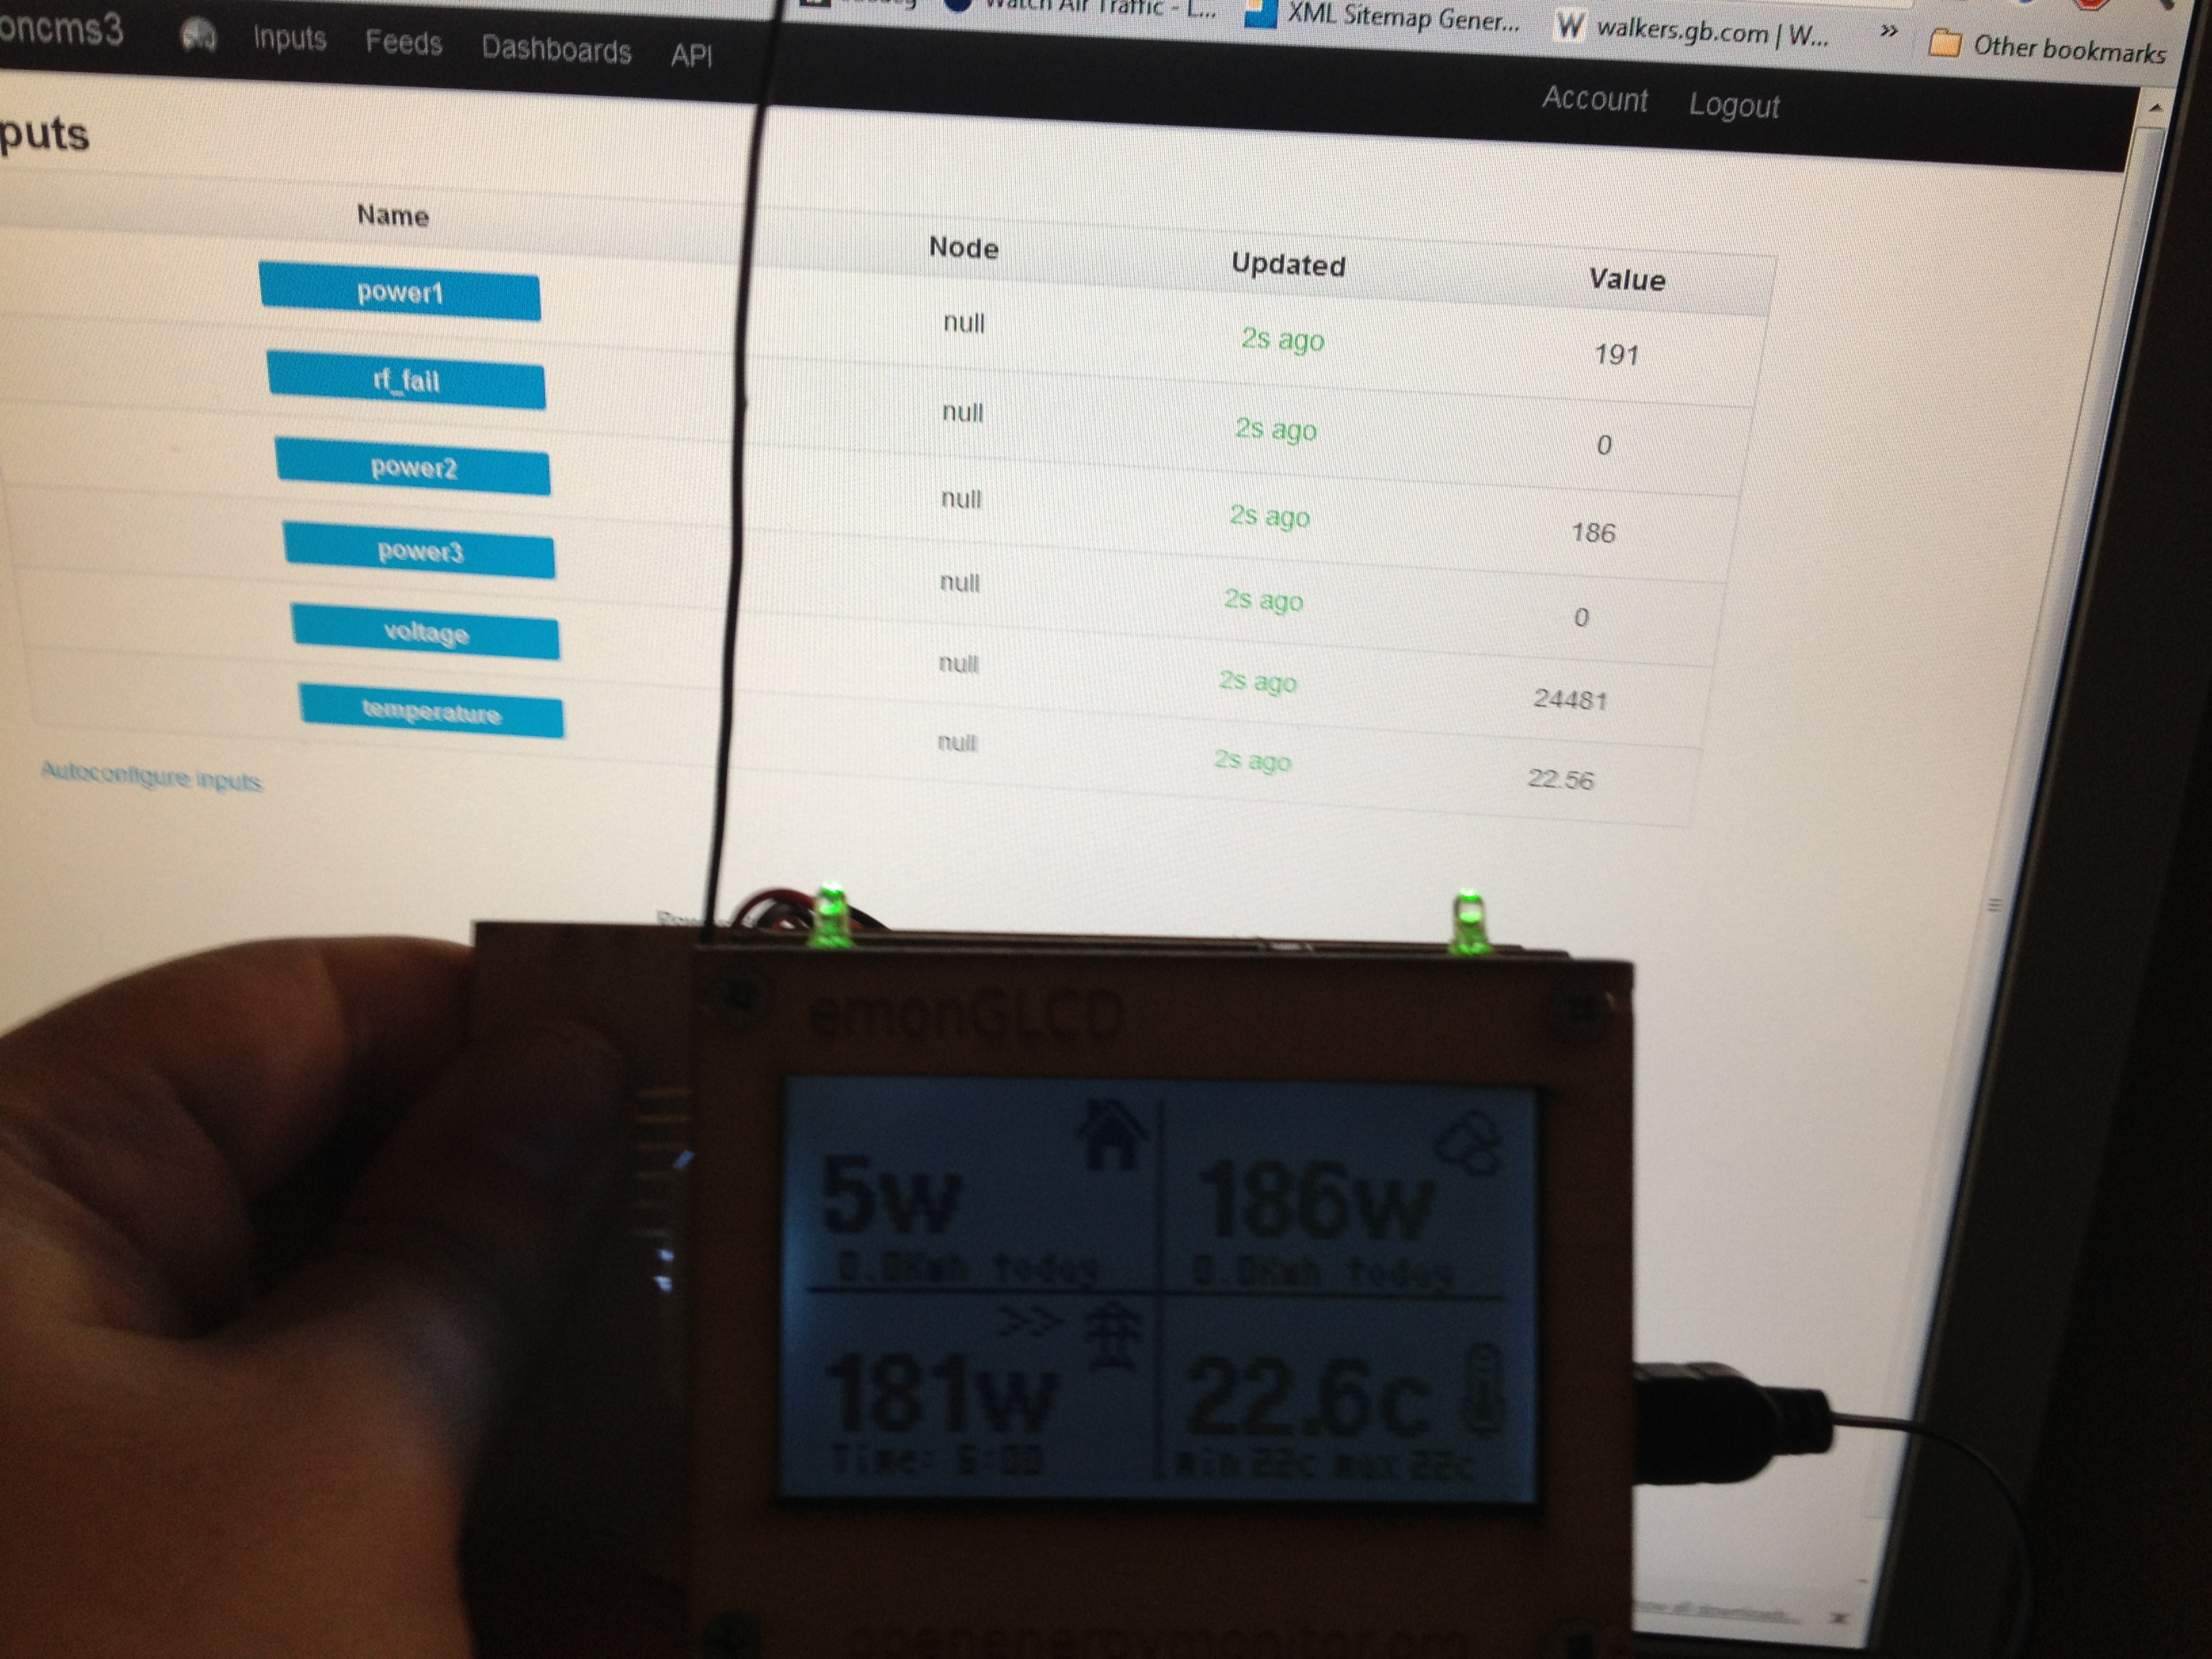 Watch Air Traffic - L...
XML Sitemap Gener...
walkers.gb.com | W...
»
Other bookmarks
oncms3
Inputs
Feeds
Dashboards
API
Account
Logout
puts
Name
Node
Updated
Value
power1
null
2s ago
191
rf_fail
null
2s ago
0
power2
null
2s ago
186
power3
null
2s ago
0
voltage
null
2s ago
24481
temperature
null
2s ago
22.56
Autoconfigure inputs
emonGLCD
5w
0.0Kwh today
186w
0.0Kwh today
>>
181w
Time: 6:00
22.6c
min 22c max 22c